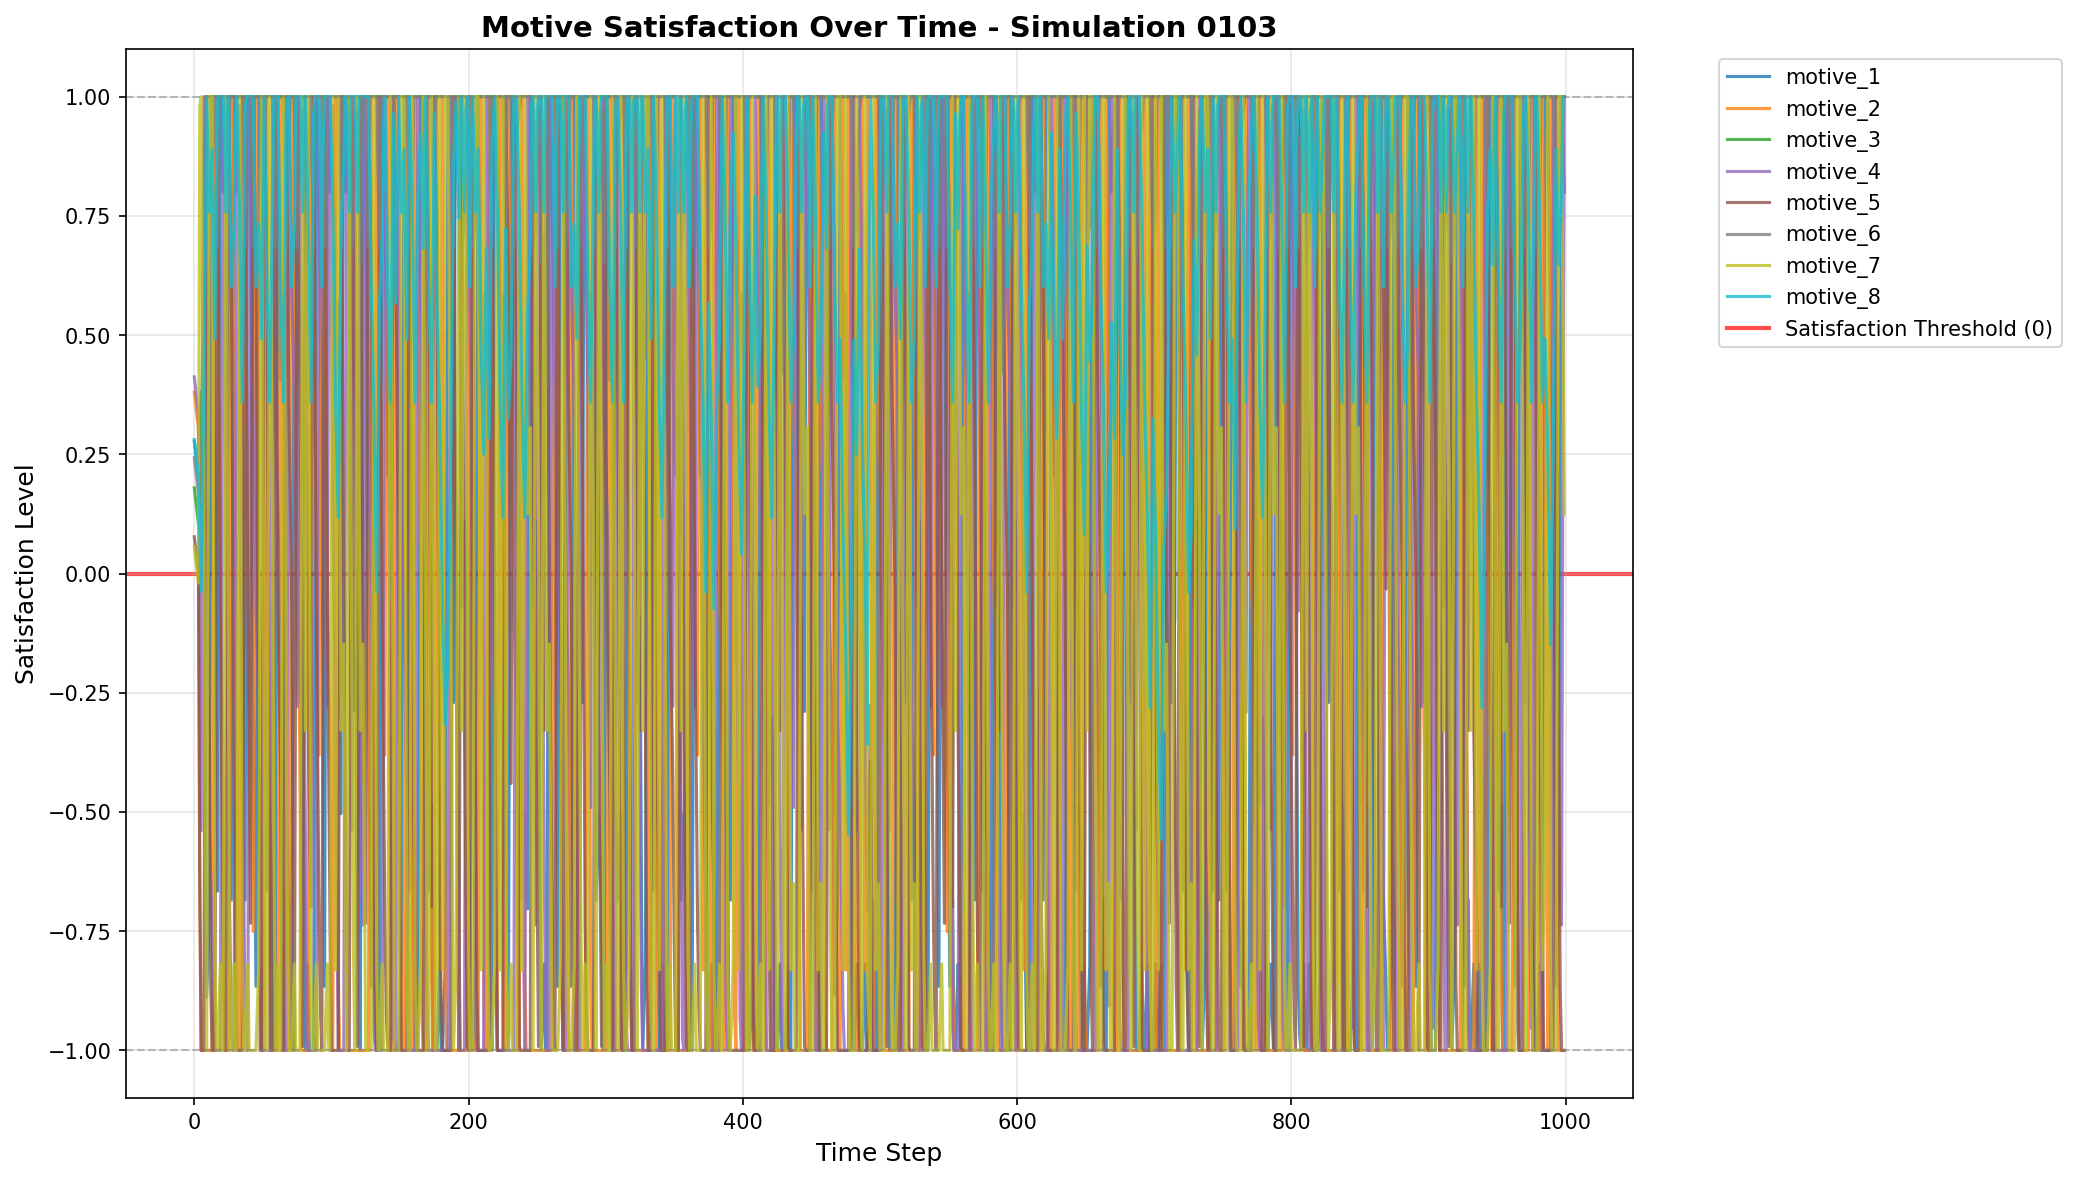 Motive Satisfaction Over Time - Simulation 0103
1.00
0.75
0.50
0.25
0.00
−0.25
−0.50
−0.75
−1.00
Satisfaction Level
0
200
400
600
800
1000
Time Step
motive_1
motive_2
motive_3
motive_4
motive_5
motive_6
motive_7
motive_8
Satisfaction Threshold (0)